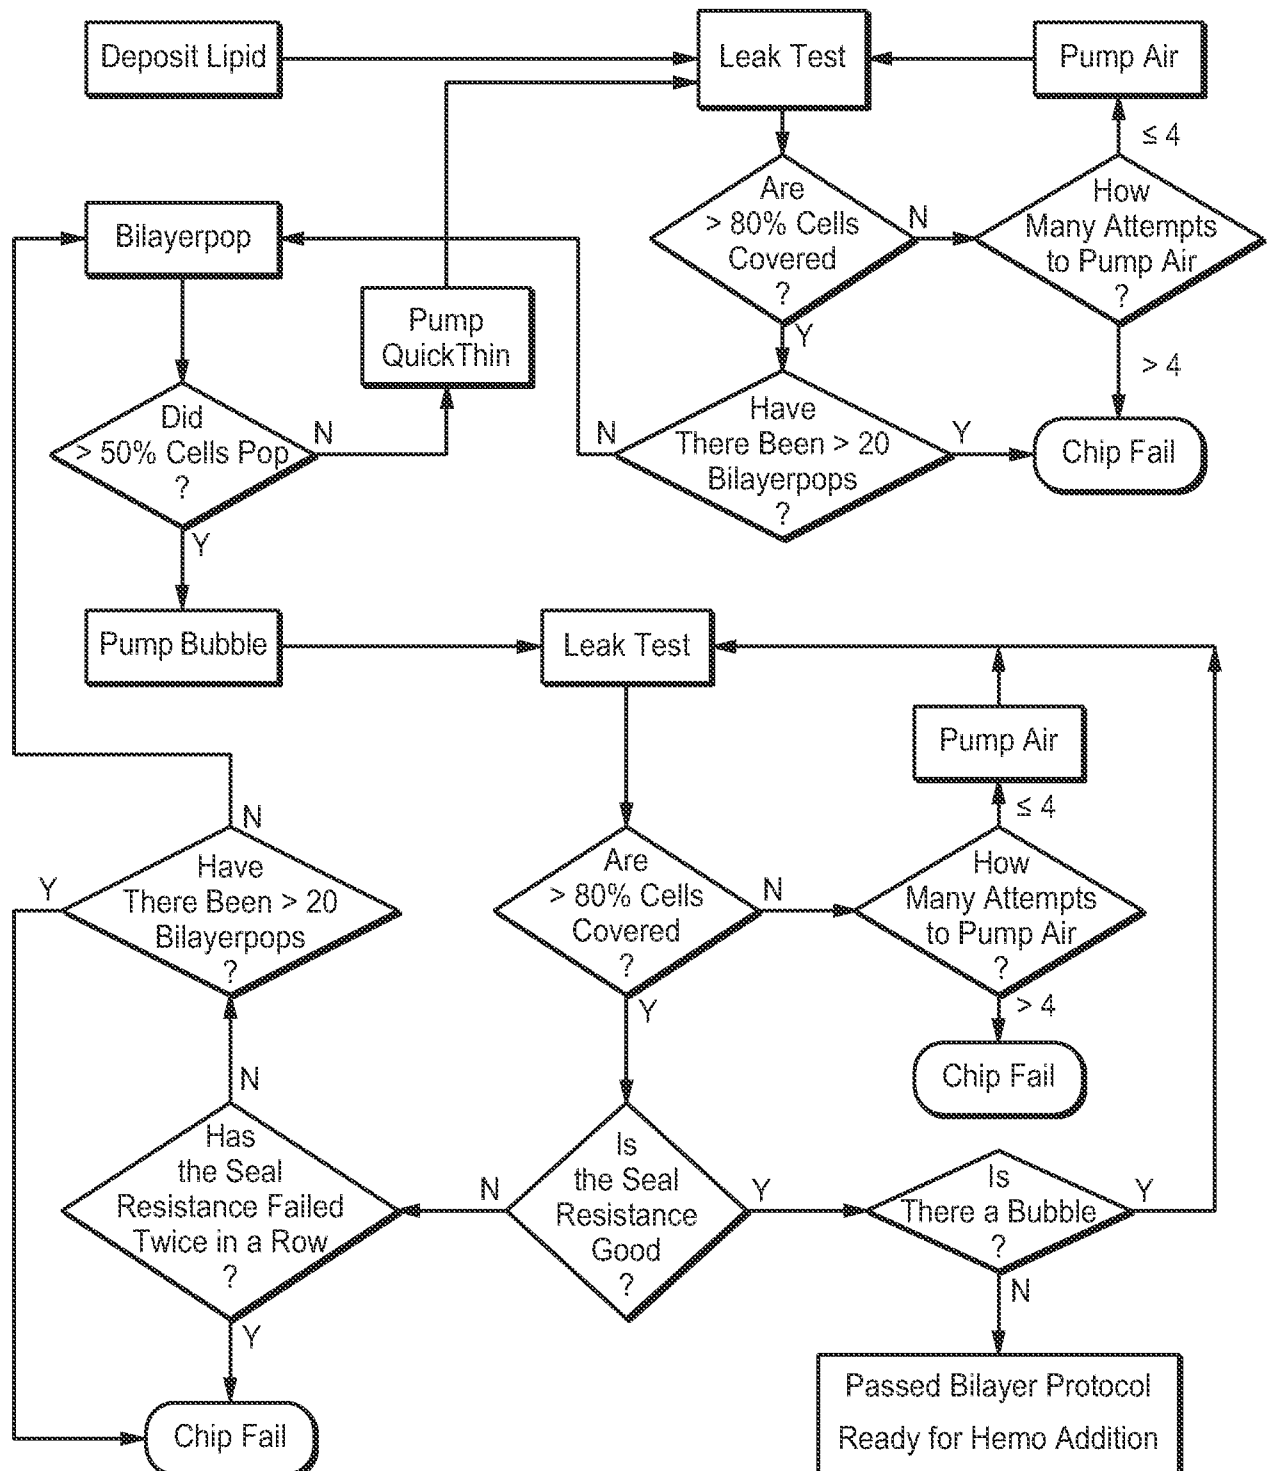 Deposit Lipid
Leak Test
Pump Air
≤ 4
Are
> 80% Cells
Covered
?
N
Y
How
Many Attempts
to Pump Air
?
> 4
Bilayerpop
Pump
QuickThin
Did
> 50% Cells Pop
?
N
Y
N
Have
There Been > 20
Bilayerpops
?
Y
Chip Fail
Pump Bubble
Leak Test
Pump Air
≤ 4
N
Have
There Been > 20
Bilayerpops
?
Y
Are
> 80% Cells
Covered
?
N
Y
How
Many Attempts
to Pump Air
?
> 4
Chip Fail
N
Has
the Seal
Resistance Failed
Twice in a Row
?
Y
N
Is
the Seal
Resistance
Good
?
Y
Is
There a Bubble
?
Y
N
Chip Fail
Passed Bilayer Protocol
Ready for Hemo Addition